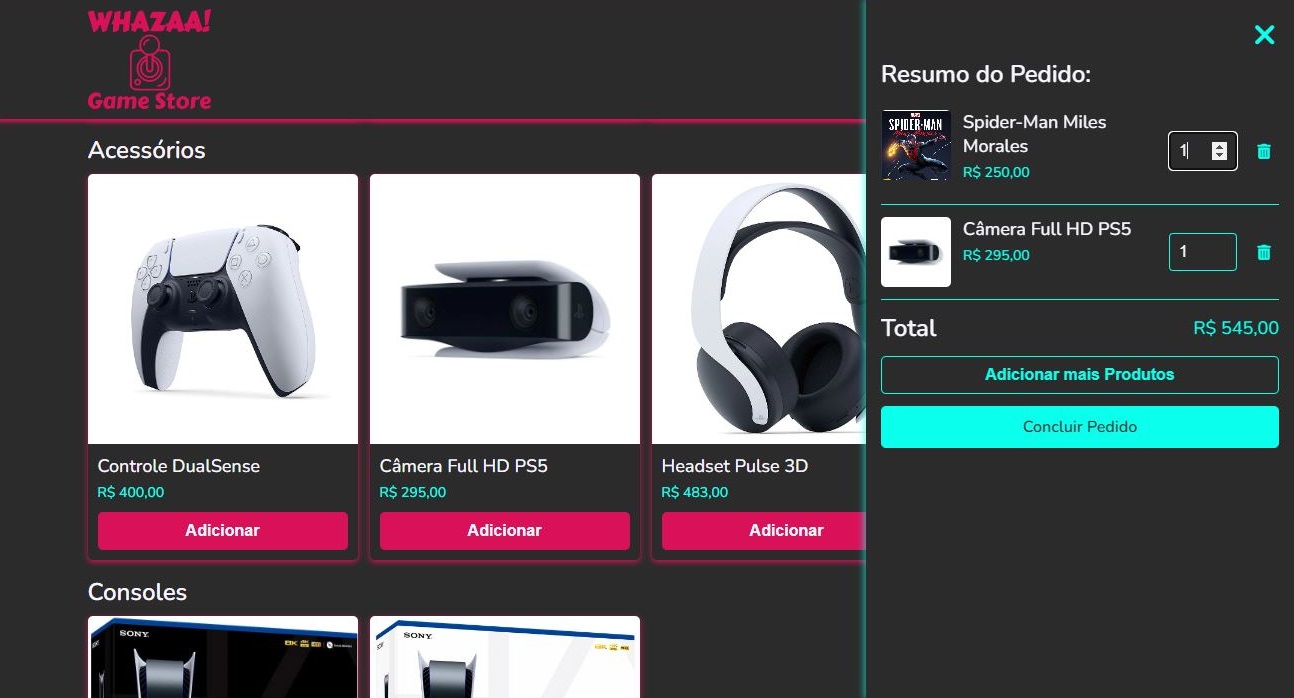 WHAZAA!
Game Store
Acessórios
Controle DualSense
R$ 400,00
Adicionar
Câmera Full HD PS5
R$ 295,00
Adicionar
Headset Pulse 3D
R$ 483,00
Adicionar
Consoles
SONY
8K
SONY
Resumo do Pedido:
SPIDER-MAN
Spider-Man Miles
Morales
R$ 250,00
1
Câmera Full HD PS5
R$ 295,00
1
Total
R$ 545,00
Adicionar mais Produtos
Concluir Pedido